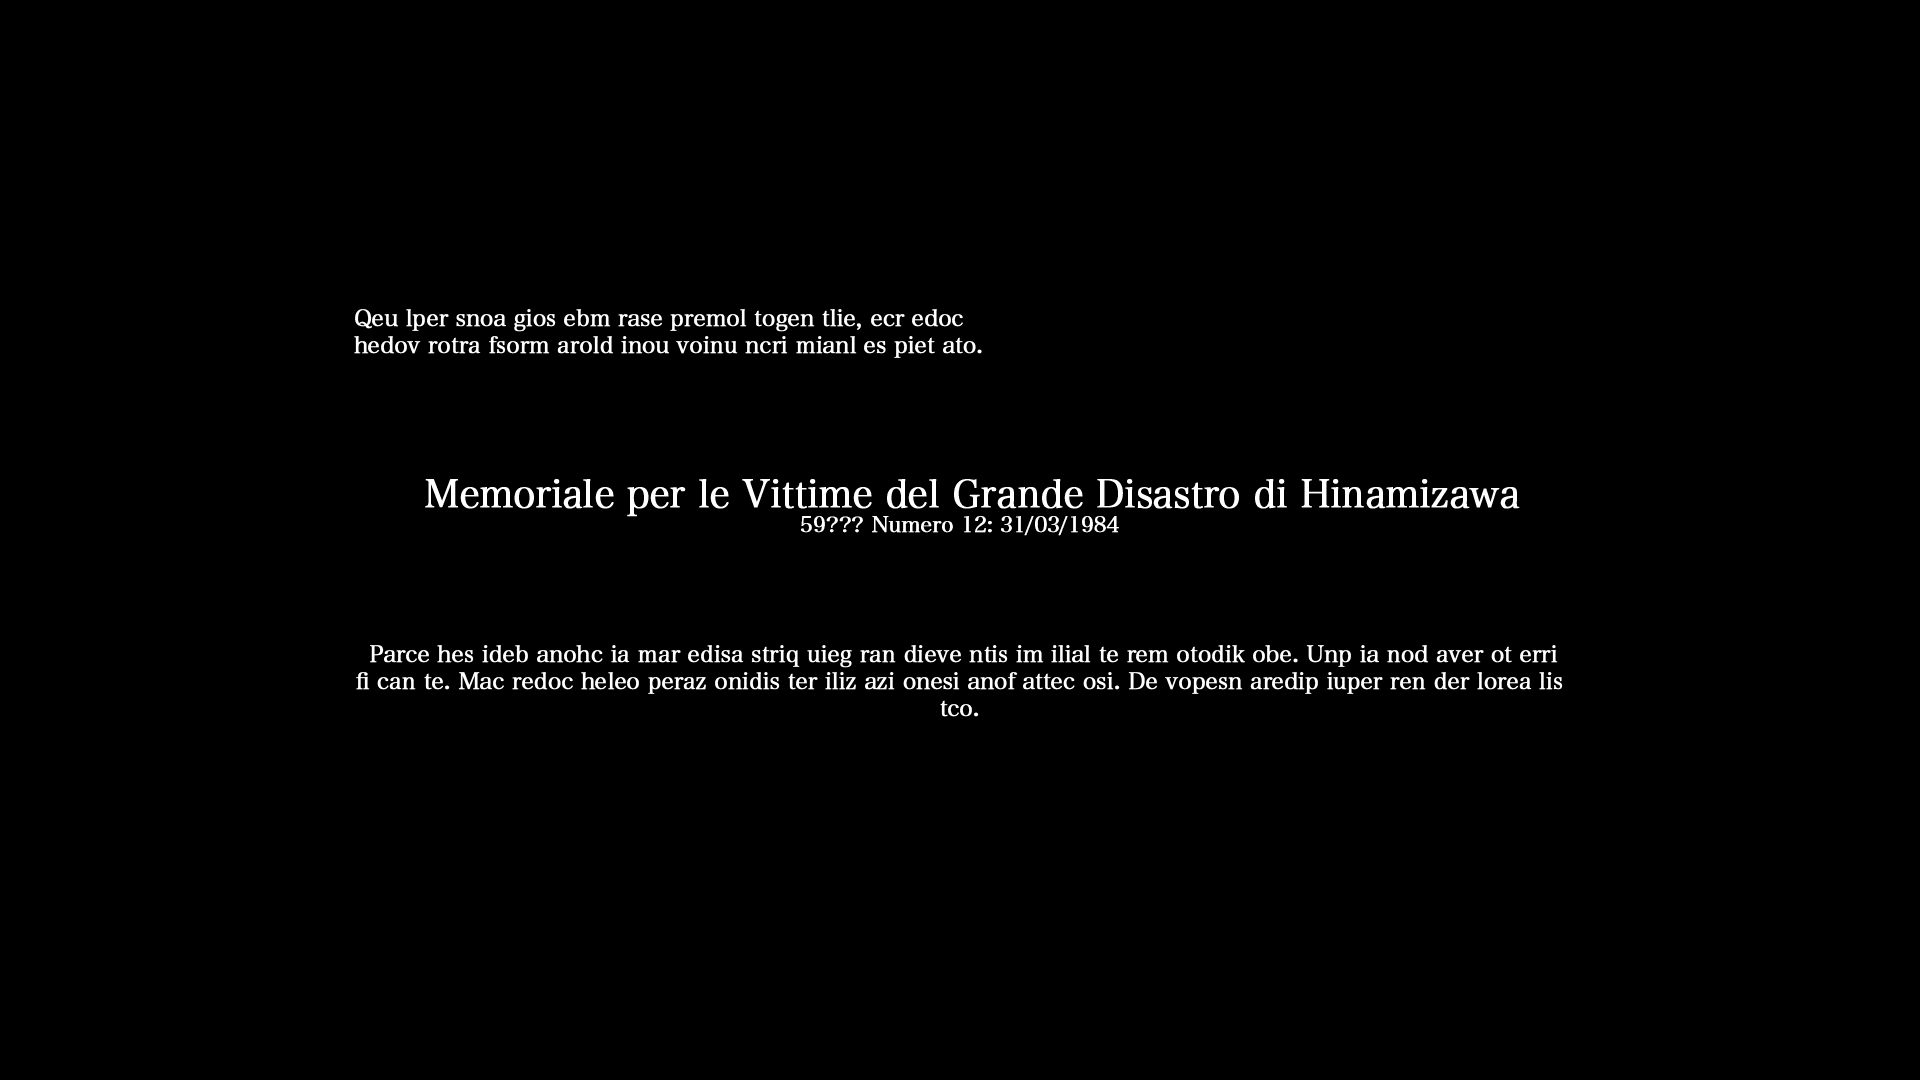 Qeu lper snoa gios ebm rase premol togen tlie, ecr edoc
hedov rotra fsorm arold inou voinu ncri mianl es piet ato.
Memoriale per le Vittime del Grande Disastro di Hinamizawa
59??? Numero 12: 31/03/1984
Parce hes ideb anohc ia mar edisa striq uieg ran dieve ntis im ilial te rem otodik obe. Unp ia nod aver ot erri
fi can te. Mac redoc heleo peraz onidis ter iliz azi onesi anof attec osi. De vopesn aredip iuper ren der lorea lis
tco.